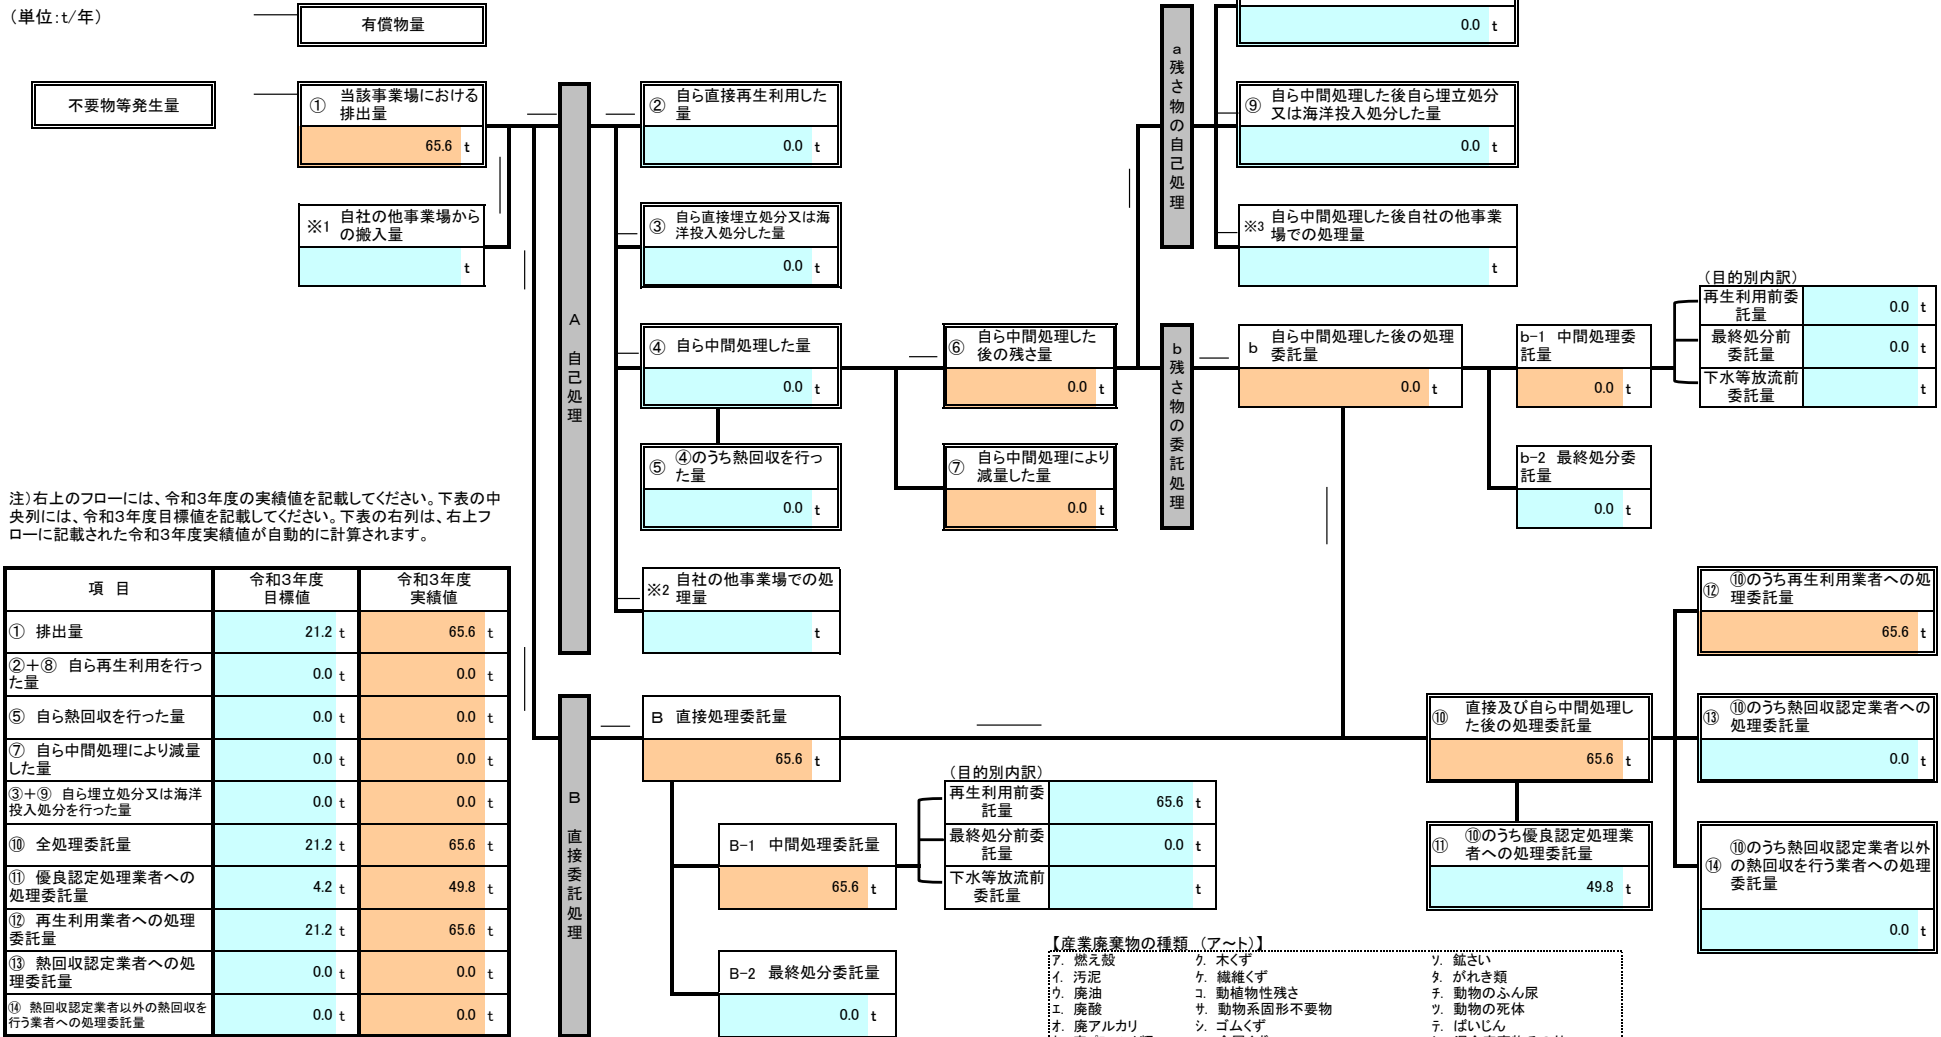 （単位:t/年）
有償物量
不要物等発生量
① 当該事業場における
排出量
65.6 t
※1 自社の他事業場から
の搬入量
t
A 自己処理
② 自ら直接再生利用した
量
0.0 t
③ 自ら直接埋立処分又は海
洋投入処分した量
0.0 t
④ 自ら中間処理した量
0.0 t
⑤ ④のうち熱回収を行っ
た量
0.0 t
※2 自社の他事業場での処
理量
t
⑥ 自ら中間処理した
後の残さ量
0.0 t
⑦ 自ら中間処理により
減量した量
0.0 t
a 残さ物の自己処理
0.0 t
⑨ 自ら中間処理した後自ら埋立処分
又は海洋投入処分した量
0.0 t
※3 自ら中間処理した後自社の他事業
場での処理量
t
b 残さ物の委託処理
b 自ら中間処理した後の処理
委託量
0.0 t
b-1 中間処理委
託量
0.0 t
b-2 最終処分委
託量
0.0 t
（目的別内訳）
再生利用前委
託量
0.0 t
最終処分前
委託量
0.0 t
下水等放流前
委託量
t
注）右上のフローには、令和3年度の実績値を記載してください。下表の中
央列には、令和3年度目標値を記載してください。下表の右列は、右上フ
ローに記載された令和3年度実績値が自動的に計算されます。
項 目 令和3年度
目標値 令和3年度
実績値
① 排出量 21.2 t 65.6 t
②+⑧ 自ら再生利用を行っ
た量 0.0 t 0.0 t
⑤ 自ら熱回収を行った量 0.0 t 0.0 t
⑦ 自ら中間処理により減量
した量 0.0 t 0.0 t
③+⑨ 自ら埋立処分又は海洋
投入処分を行った量 0.0 t 0.0 t
⑩ 全処理委託量 21.2 t 65.6 t
⑪ 優良認定処理業者への
処理委託量 4.2 t 49.8 t
⑫ 再生利用業者への処理
委託量 21.2 t 65.6 t
⑬ 熱回収認定業者への処
理委託量 0.0 t 0.0 t
⑭ 熱回収認定業者以外の熱回収を
行う業者への処理委託量 0.0 t 0.0 t
B 直接委託処理
B 直接処理委託量
65.6 t
B-1 中間処理委託量
65.6 t
B-2 最終処分委託量
0.0 t
（目的別内訳）
再生利用前委
託量
65.6 t
最終処分前委
託量
0.0 t
下水等放流前
委託量
t
⑩ 直接及び自ら中間処理し
た後の処理委託量
65.6 t
⑪ ⑩のうち優良認定処理業
者への処理委託量
49.8 t
⑫ ⑩のうち再生利用業者への処
理委託量
65.6 t
⑬ ⑩のうち熱回収認定業者への
処理委託量
0.0 t
⑭ ⑩のうち熱回収認定業者以外
の熱回収を行う業者への処理
委託量
0.0 t
【産業廃棄物の種類 （ア～ト）】
ア. 燃え殻 ク. 木くず ソ. 鉱さい
イ. 汚泥 ケ. 繊維くず タ. がれき類
ウ. 廃油 コ. 動植物性残さ チ. 動物のふん尿
エ. 廃酸 サ. 動物系固形不要物 ツ. 動物の死体
オ. 廃アルカリ シ. ゴムくず テ. ばいじん